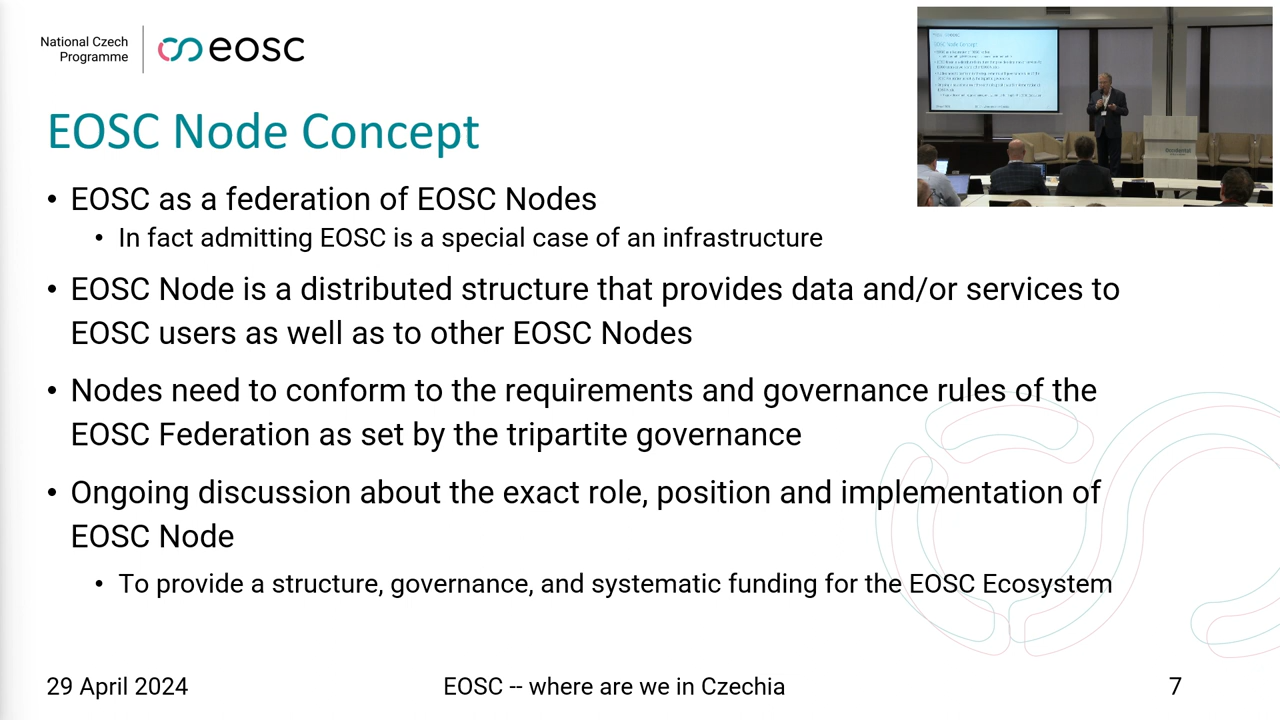 National Czech
Programme
eosc
EOSC Node Concept
• EOSC as a federation of EOSC Nodes
• In fact admitting EOSC is a special case of an infrastructure
• EOSC Node is a distributed structure that provides data and/or services to
EOSC users as well as to other EOSC Nodes
• Nodes need to conform to the requirements and governance rules of the
EOSC Federation as set by the tripartite governance
• Ongoing discussion about the exact role, position and implementation of
EOSC Node
• To provide a structure, governance, and systematic funding for the EOSC Ecosystem
29 April 2024
EOSC -- where are we in Czechia
7